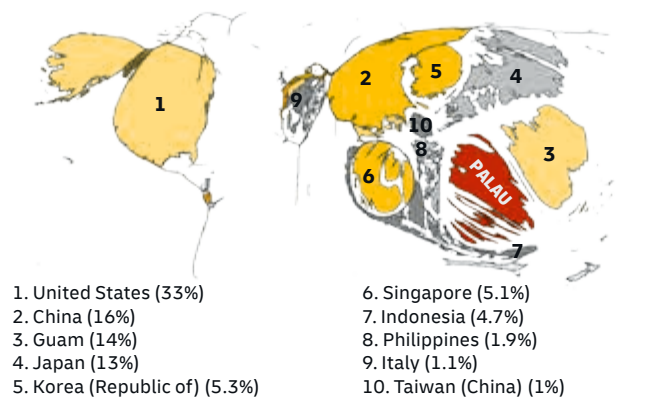 1
2
3
4
5
6
7
8
9
10
PALAU
1. United States (33%)
2. China (16%)
3. Guam (14%)
4. Japan (13%)
5. Korea (Republic of) (5.3%)
6. Singapore (5.1%)
7. Indonesia (4.7%)
8. Philippines (1.9%)
9. Italy (1.1%)
10. Taiwan (China) (1%)